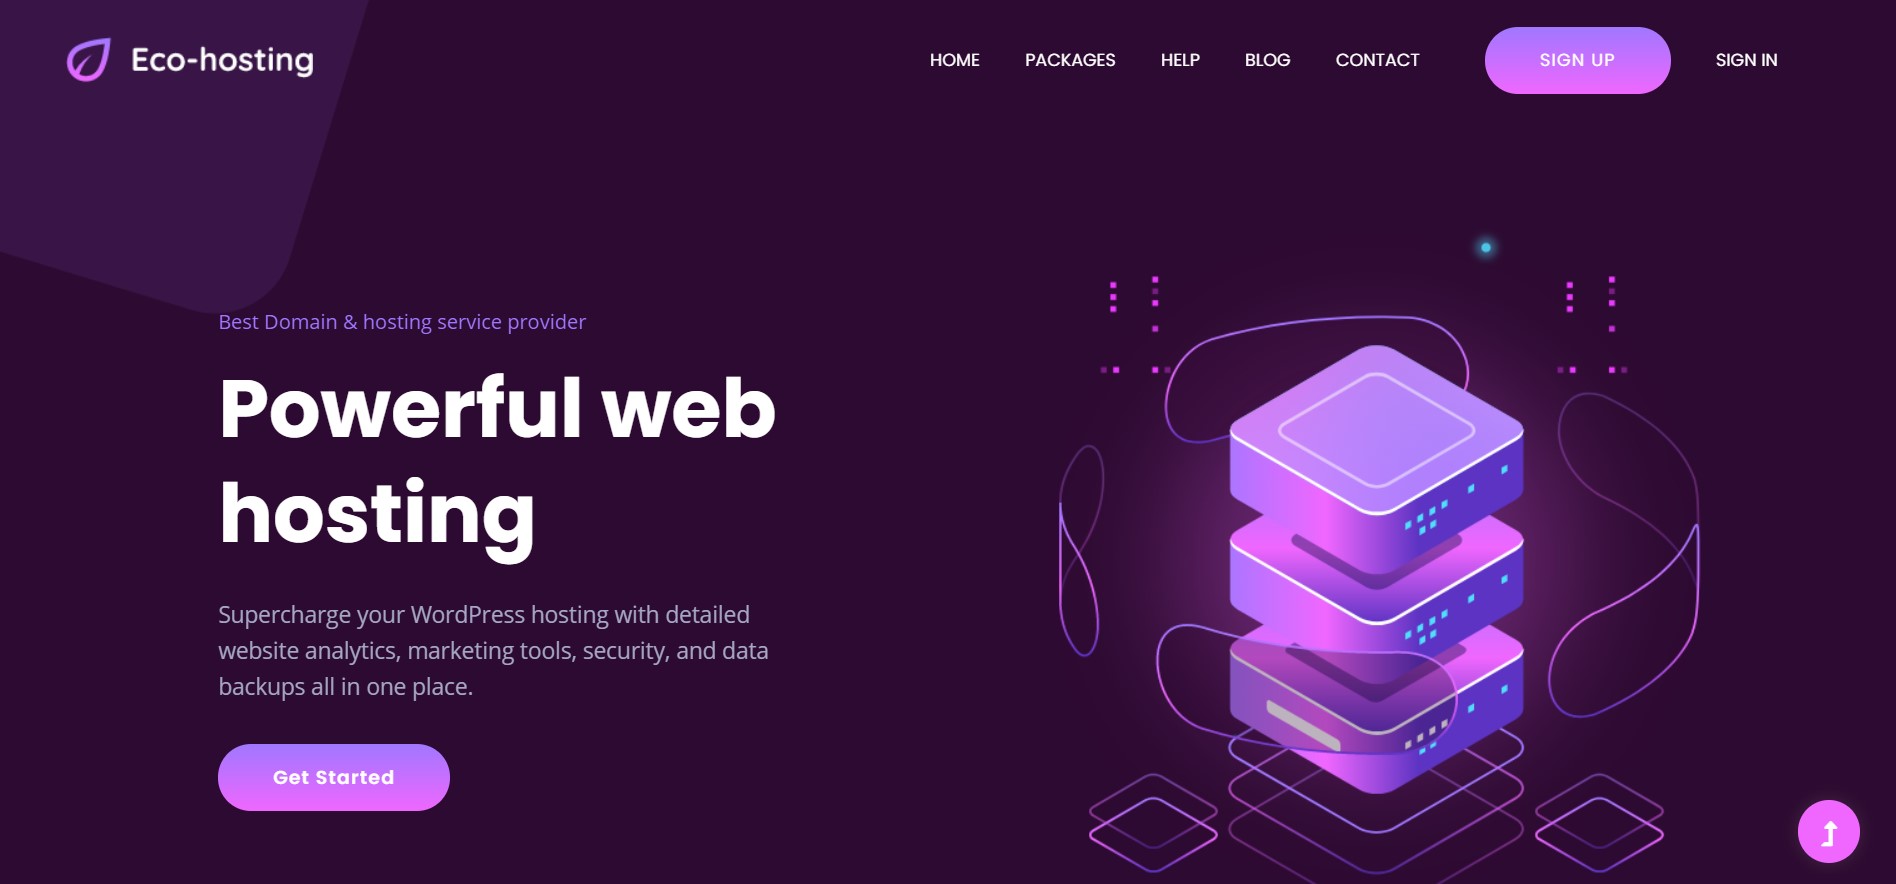 Eco-hosting
HOME PACKAGES HELP BLOG CONTACT SIGN UP SIGN IN
Best Domain & hosting service provider
Powerful web
hosting
Supercharge your WordPress hosting with detailed
website analytics, marketing tools, security, and data
backups all in one place.
Get Started